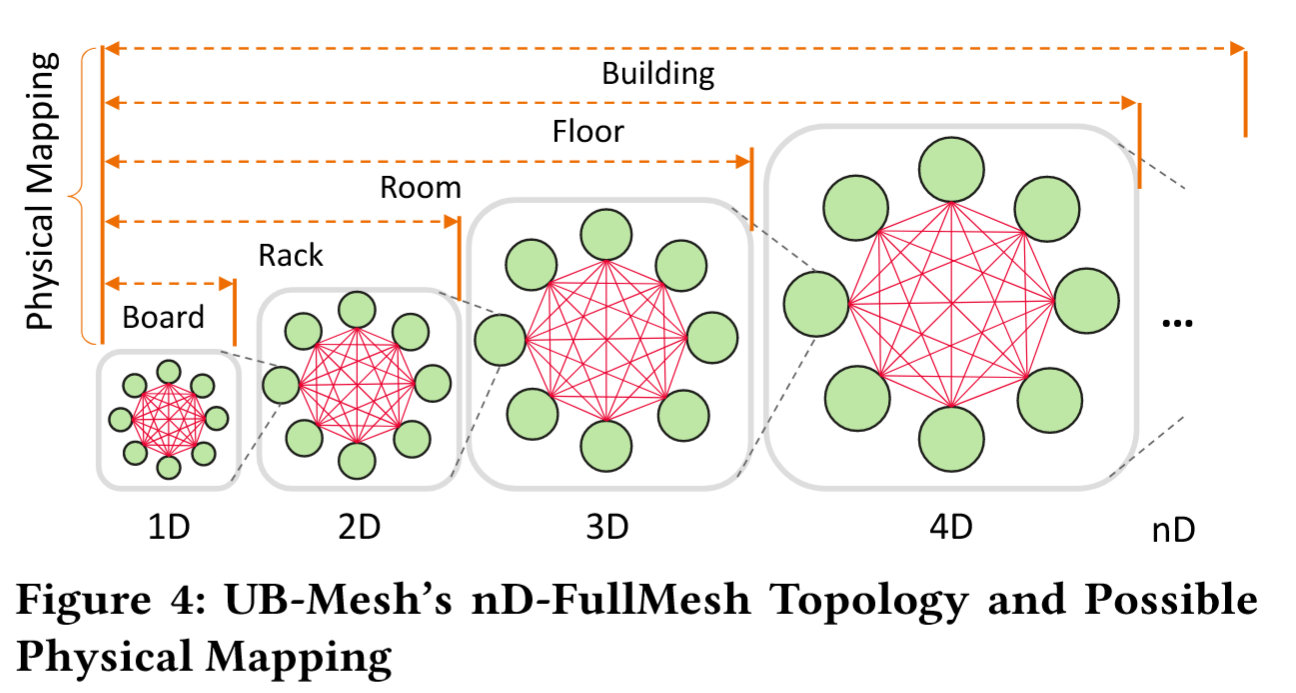 Physical Mapping
Building
Floor
Room
Rack
Board
...
1D
2D
3D
4D
nD
Figure 4: UB-Mesh's nD-FullMesh Topology and Possible
Physical Mapping